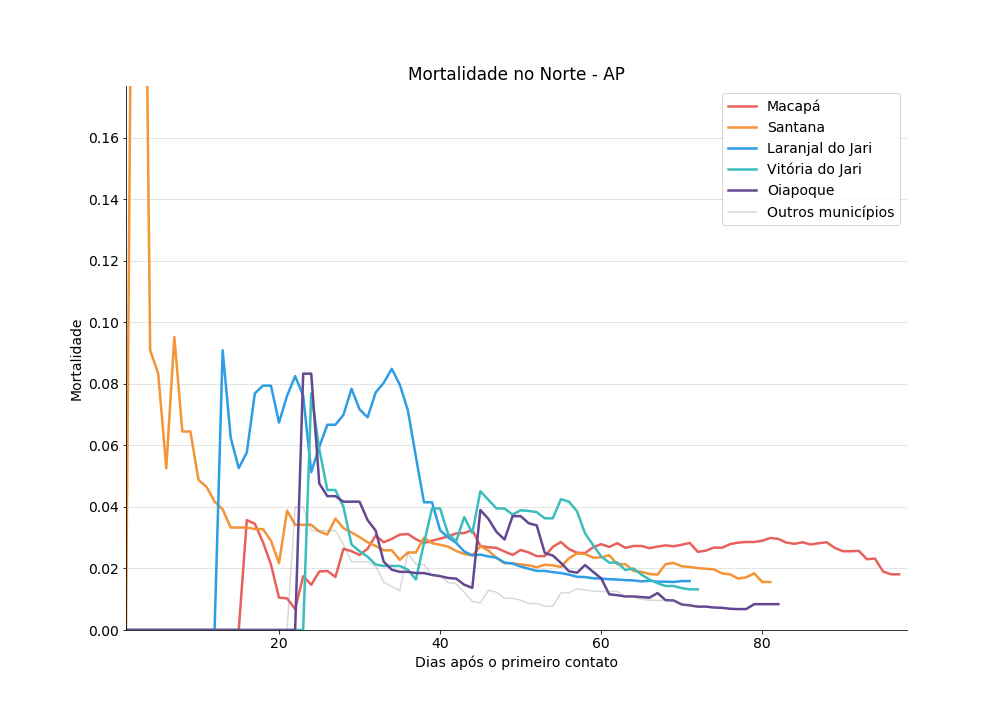 Mortalidade no Norte - AP
Macapá
Santana
Laranjal do Jari
Vitória do Jari
Oiapoque
Outros municípios
Mortalidade
0.16
0.14
0.12
0.10
0.08
0.06
0.04
0.02
0.00
20
40
60
80
Dias após o primeiro contato